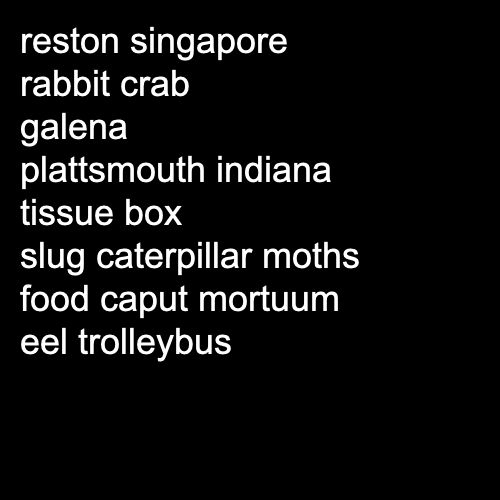 reston singapore
rabbit crab
galena
plattsmouth indiana
tissue box
slug caterpillar moths
food caput mortuum
eel trolleybus